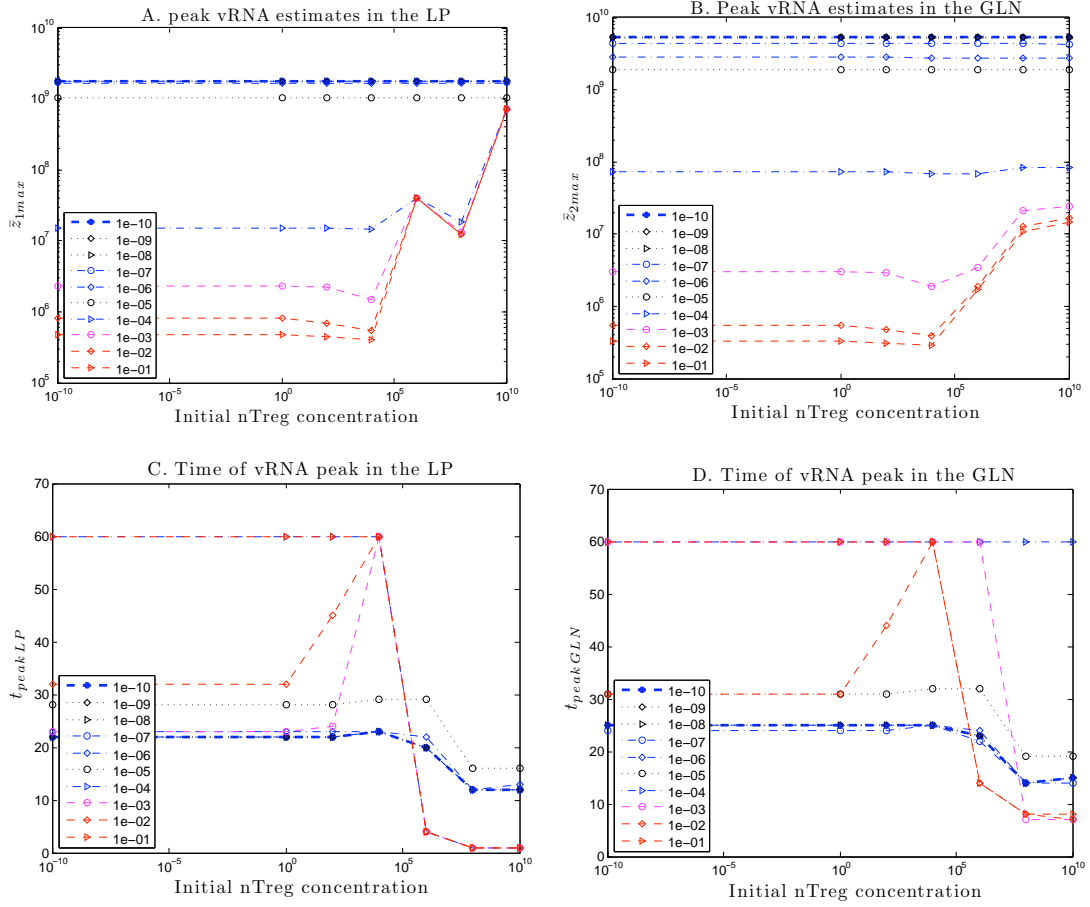 A. peak vRNA estimates in the LP
10^10
10^9
10^8
10^7
10^6
10^5
z̄1max
1e−10
1e−09
1e−08
1e−07
1e−06
1e−05
1e−04
1e−03
1e−02
1e−01
10^−10
10^−5
10^0
10^5
10^10
Initial nTreg concentration
B. Peak vRNA estimates in the GLN
10^10
10^9
10^8
10^7
10^6
10^5
z̄2max
1e−10
1e−09
1e−08
1e−07
1e−06
1e−05
1e−04
1e−03
1e−02
1e−01
10^−10
10^−5
10^0
10^5
10^10
Initial nTreg concentration
C. Time of vRNA peak in the LP
70
60
50
40
30
20
10
0
tpeakLP
1e−10
1e−09
1e−08
1e−07
1e−06
1e−05
1e−04
1e−03
1e−02
1e−01
10^−10
10^−5
10^0
10^5
10^10
Initial nTreg concentration
D. Time of vRNA peak in the GLN
70
60
50
40
30
20
10
0
tpeakGLN
1e−10
1e−09
1e−08
1e−07
1e−06
1e−05
1e−04
1e−03
1e−02
1e−01
10^−10
10^−5
10^0
10^5
10^10
Initial nTreg concentration